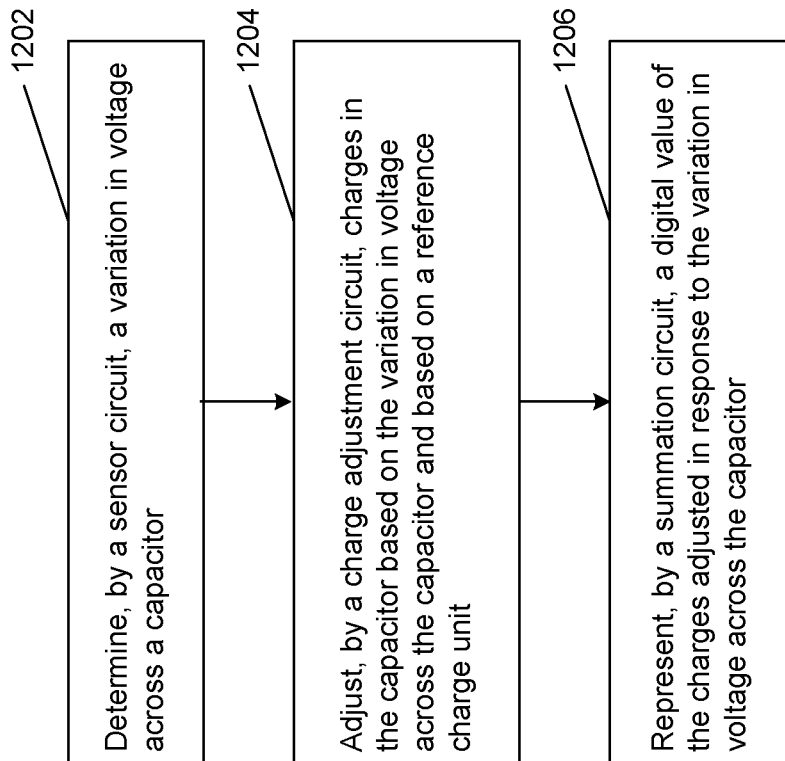 1202
Determine, by a sensor circuit, a variation in voltage
across a capacitor
1204
Adjust, by a charge adjustment circuit, charges in
the capacitor based on the variation in voltage
across the capacitor and based on a reference
charge unit
1206
Represent, by a summation circuit, a digital value of
the charges adjusted in response to the variation in
voltage across the capacitor